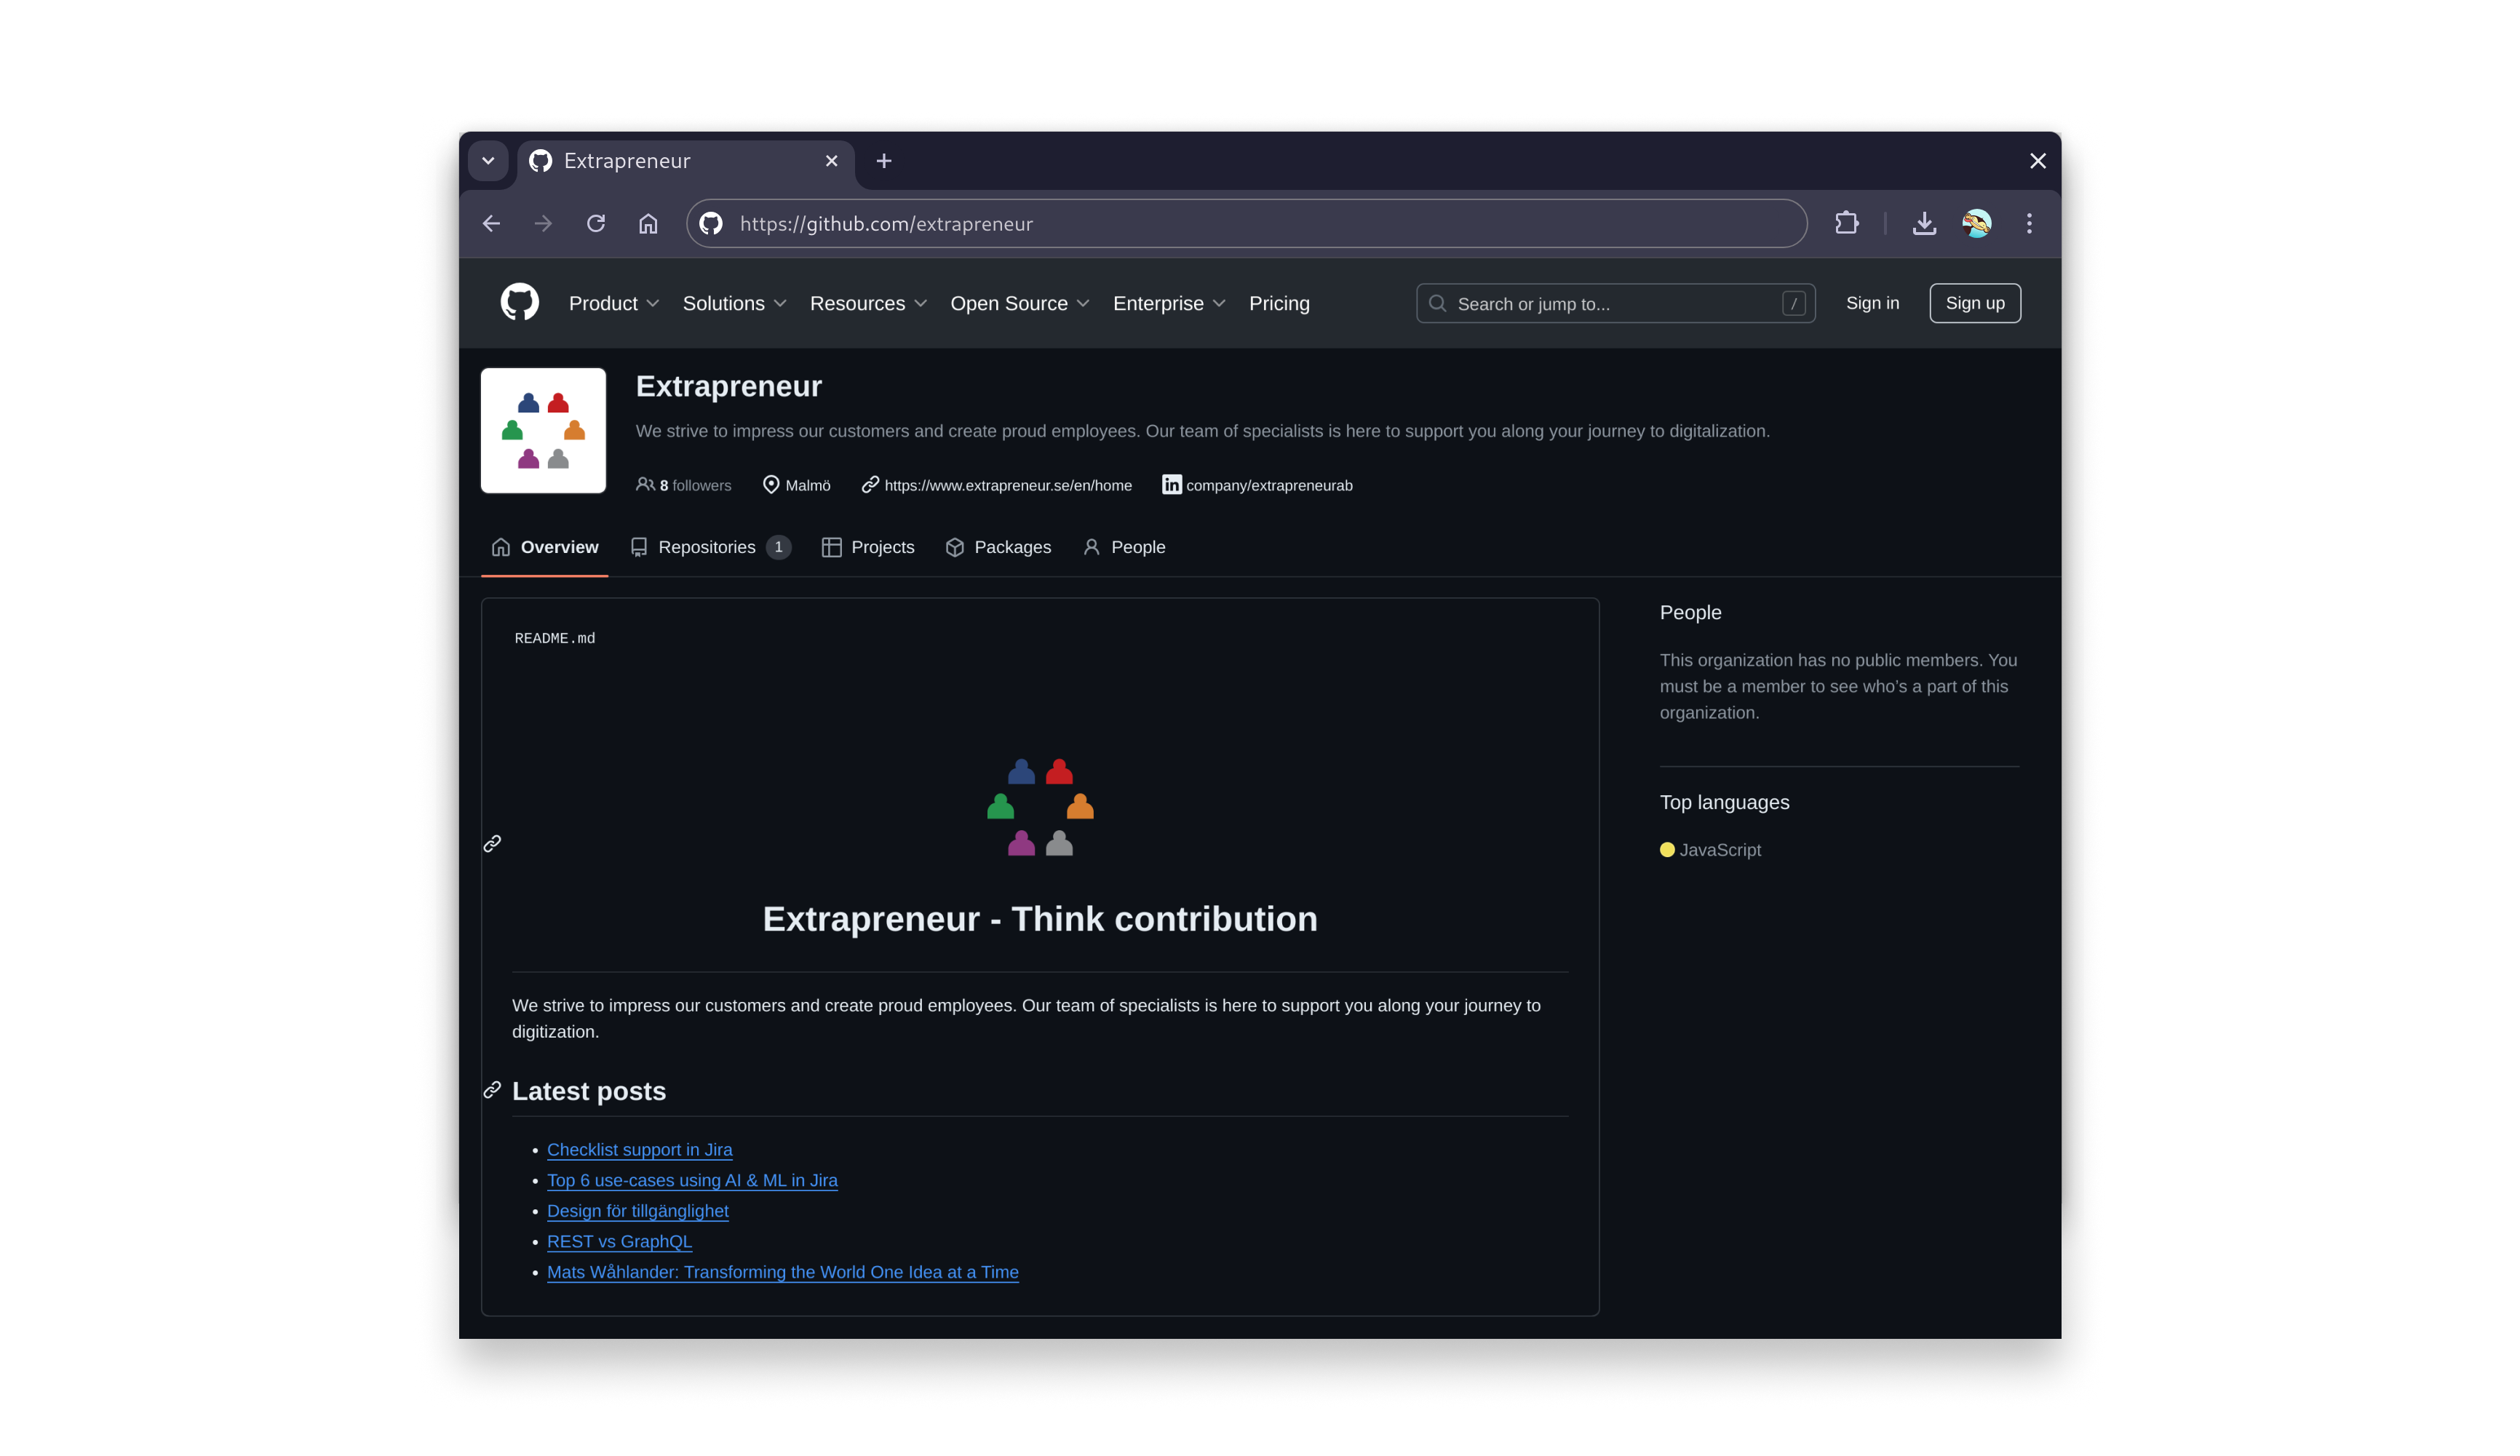 Extrapreneur
https://github.com/extrapreneur
Product Solutions Resources Open Source Enterprise Pricing Search or jump to... / Sign in Sign up
Extrapreneur
We strive to impress our customers and create proud employees. Our team of specialists is here to support you along your journey to digitalization.
8 followers Malmö https://www.extrapreneur.se/en/home in company/extrapreneurab
Overview Repositories 1 Projects Packages People
README.md
Extrapreneur - Think contribution
We strive to impress our customers and create proud employees. Our team of specialists is here to support you along your journey to
digitization.
Latest posts
• Checklist support in Jira
• Top 6 use-cases using AI & ML in Jira
• Design för tillgänglighet
• REST vs GraphQL
• Mats Wåhlander: Transforming the World One Idea at a Time
People
This organization has no public members. You
must be a member to see who’s a part of this
organization.
Top languages
JavaScript